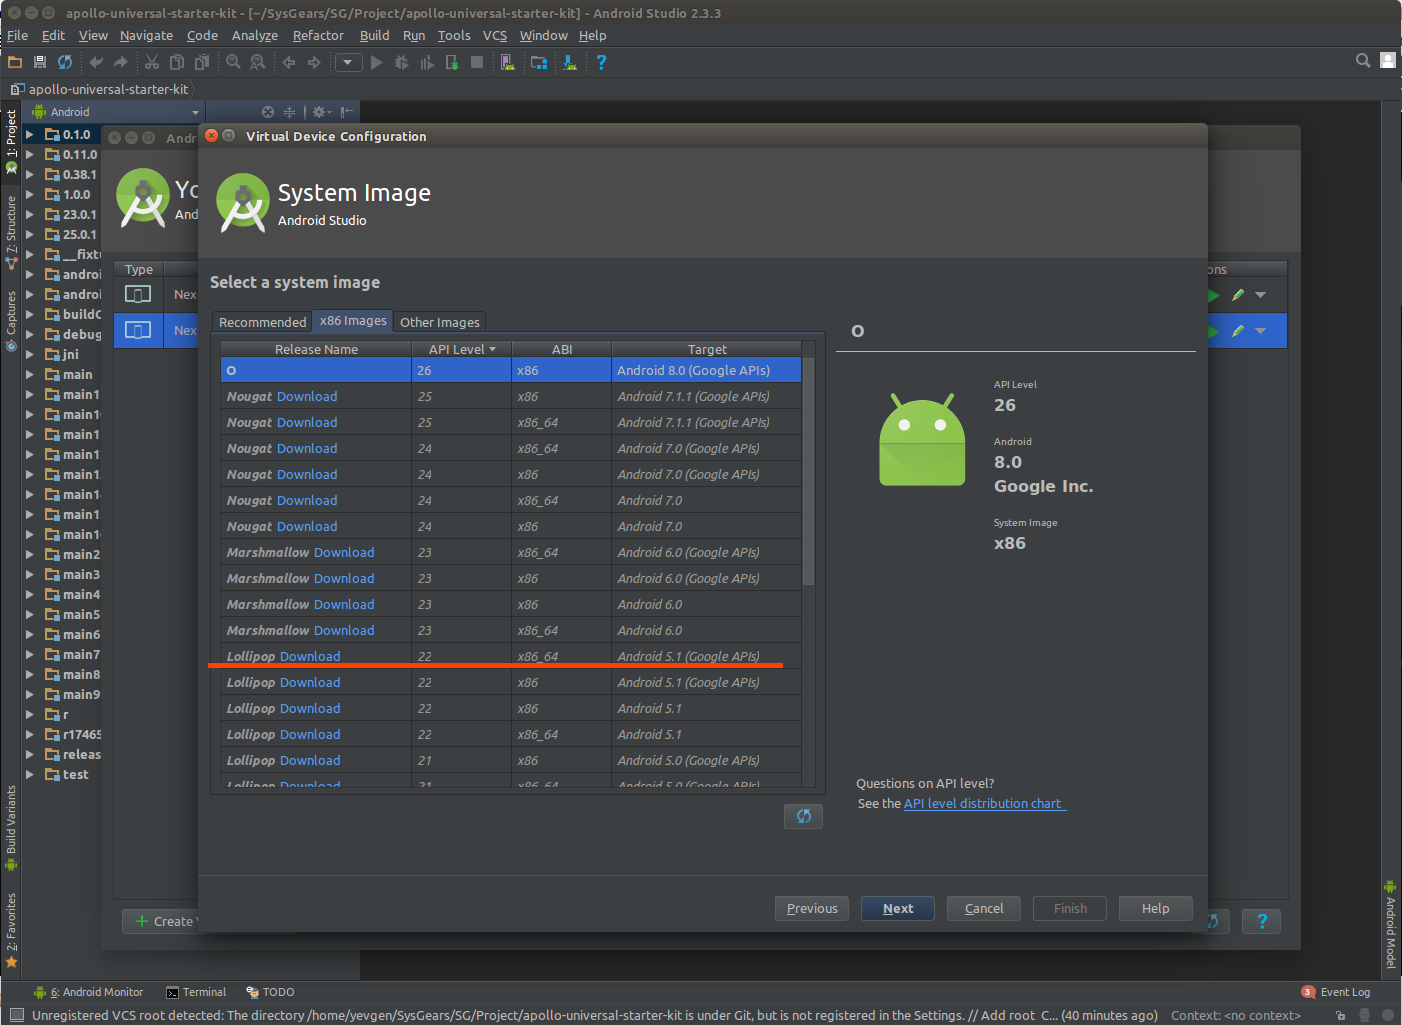 apollo-universal-starter-kit - [~/SysGears/SG/Project/apollo-universal-starter-kit] - Android Studio 2.3.3
File Edit View Navigate Code Analyze Refactor Build Run Tools VCS Window Help
apollo-universal-starter-kit
Android
1: Project
7: Structure
Captures
Build Variants
2: Favorites
0.1.0
0.11.0
0.38.1
1.0.0
23.0.1
25.0.1
__fixtu
androi
androi
buildC
debug
jni
main
main1
main1
main1
main1
main1
main1
main1
main1
main2
main3
main4
main5
main6
main7
main8
main9
r
r17465
releas
test
Andr
Yo
And
Type
Nex
Nex
Create V
ons
Virtual Device Configuration
System Image
Android Studio
Select a system image
Recommended x86 Images Other Images
Release Name API Level ABI Target
O 26 x86 Android 8.0 (Google APIs)
Nougat Download 25 x86 Android 7.1.1 (Google APIs)
Nougat Download 25 x86_64 Android 7.1.1 (Google APIs)
Nougat Download 24 x86_64 Android 7.0 (Google APIs)
Nougat Download 24 x86 Android 7.0 (Google APIs)
Nougat Download 24 x86_64 Android 7.0
Nougat Download 24 x86 Android 7.0
Marshmallow Download 23 x86_64 Android 6.0 (Google APIs)
Marshmallow Download 23 x86 Android 6.0 (Google APIs)
Marshmallow Download 23 x86 Android 6.0
Marshmallow Download 23 x86_64 Android 6.0
Lollipop Download 22 x86_64 Android 5.1 (Google APIs)
Lollipop Download 22 x86 Android 5.1 (Google APIs)
Lollipop Download 22 x86 Android 5.1
Lollipop Download 22 x86_64 Android 5.1
Lollipop Download 21 x86 Android 5.0 (Google APIs)
Lollipop Download 21 x86_64 Android 5.0 (Google APIs)
O
API Level
26
Android
8.0
Google Inc.
System Image
x86
Questions on API level?
See the API level distribution chart
Previous Next Cancel Finish Help
?
Android Model
6: Android Monitor Terminal TODO
3 Event Log
Unregistered VCS root detected: The directory /home/yevgen/SysGears/SG/Project/apollo-universal-starter-kit is under Git, but is not registered in the Settings. // Add root C... (40 minutes ago) Context: <no context>